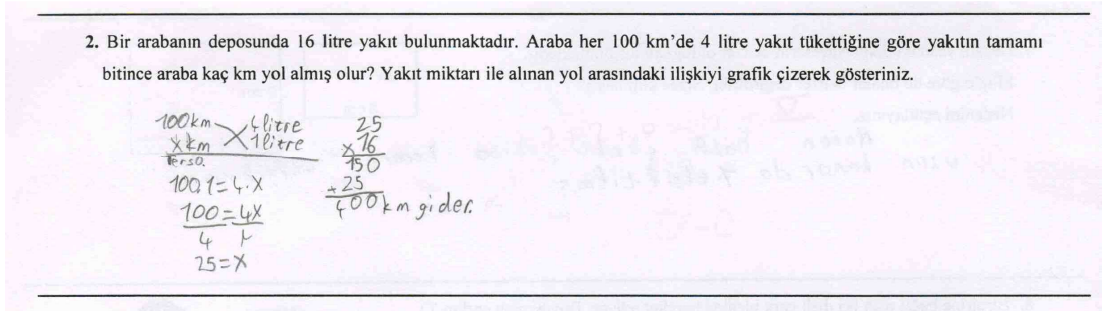 2. Bir arabanın deposunda 16 litre yakıt bulunmaktadır. Araba her 100 km'de 4 litre yakıt tükettiğine göre yakıtın tamamı
bitince araba kaç km yol almış olur? Yakıt miktarı ile alınan yol arasındaki ilişkiyi grafik çizerek gösteriniz.
100km 4litre
xkm 1litre
100.1=4.X
100=4X
4 4
25=X
25
x 16
150
+25
400km gider.